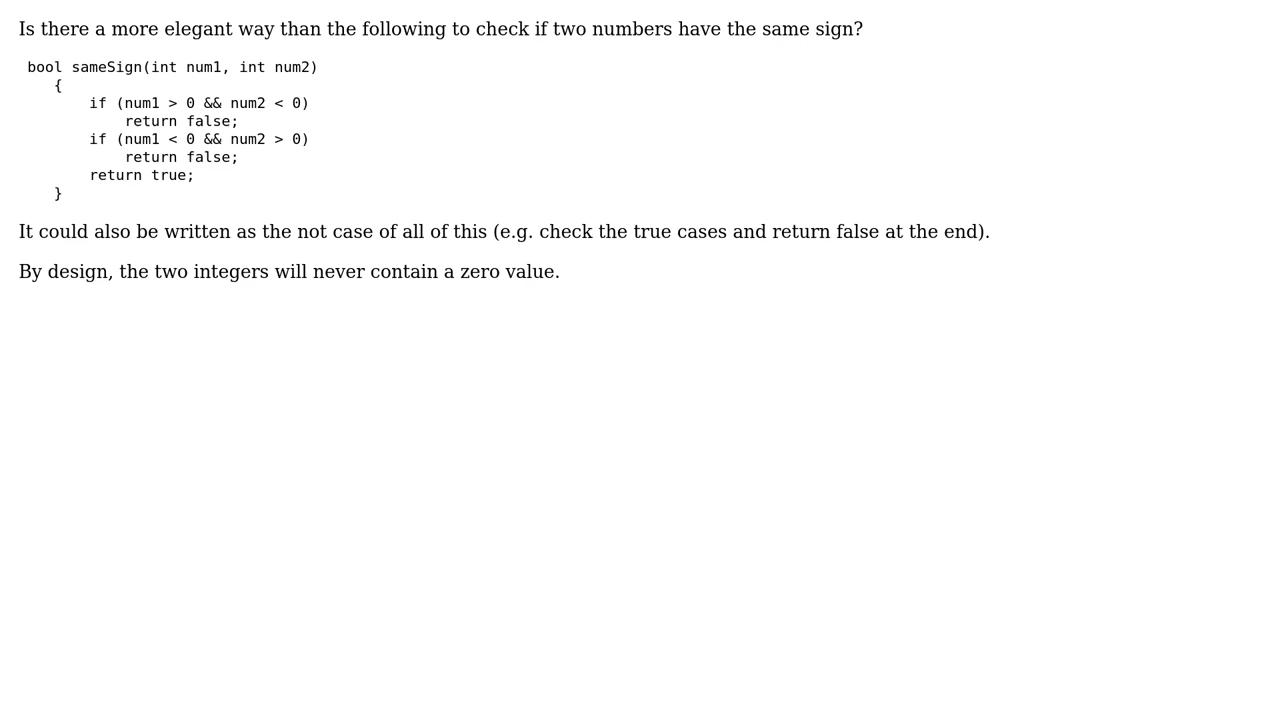 Is there a more elegant way than the following to check if two numbers have the same sign?
bool sameSign(int num1, int num2)
{
if (num1 > 0 && num2 < 0)
return false;
if (num1 < 0 && num2 > 0)
return false;
return true;
}
It could also be written as the not case of all of this (e.g. check the true cases and return false at the end).
By design, the two integers will never contain a zero value.